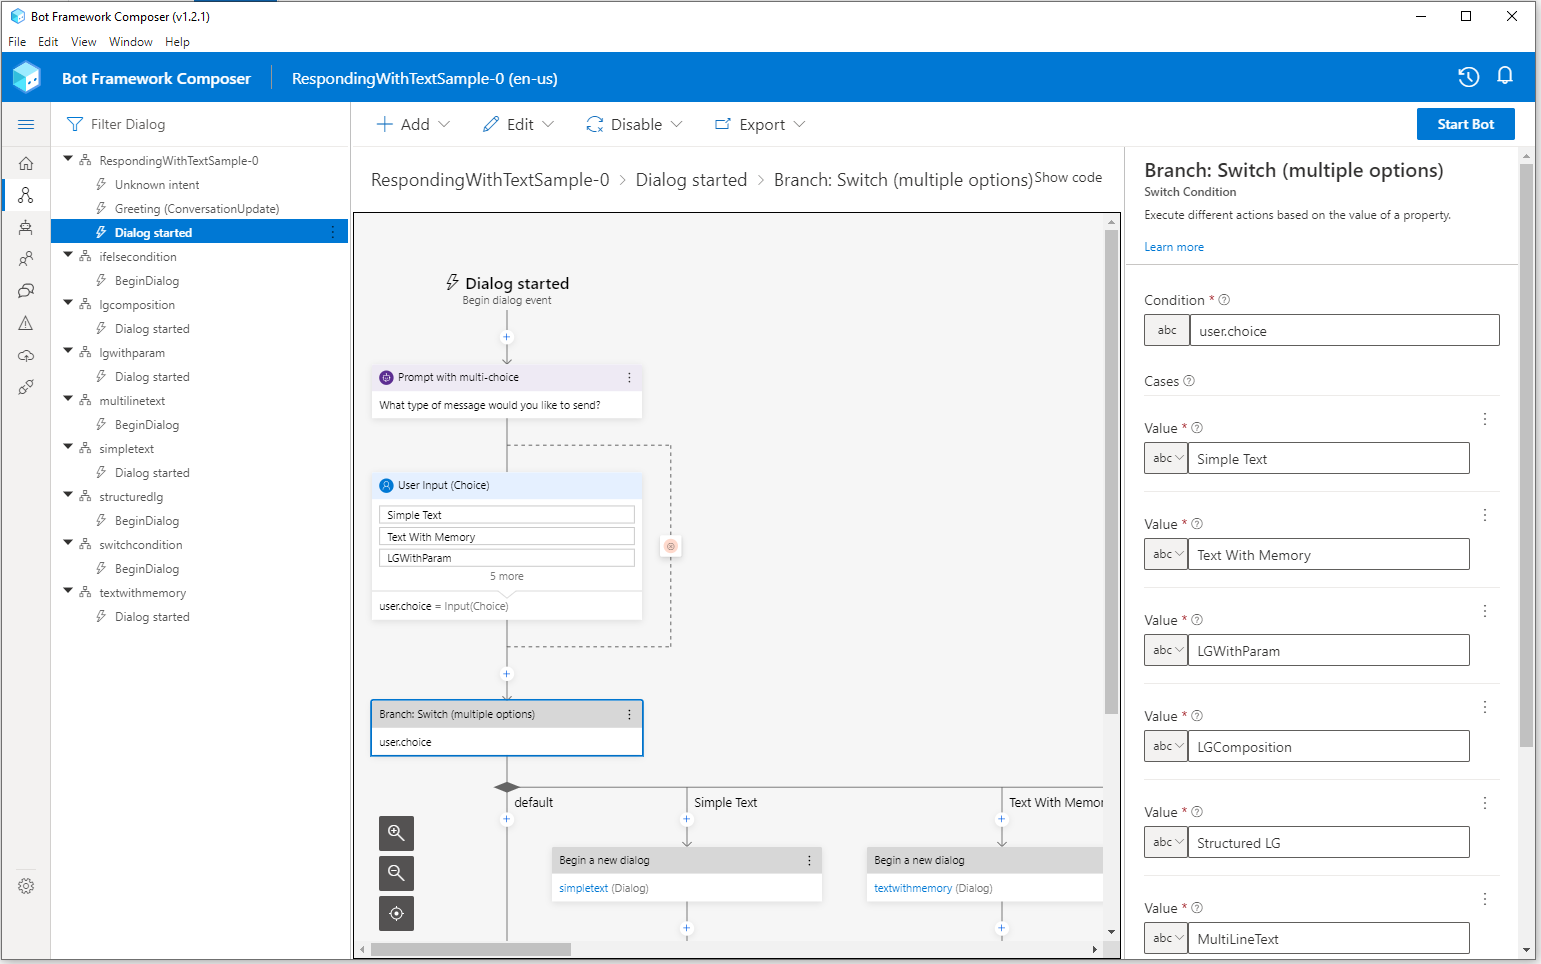 Bot Framework Composer (v1.2.1)
File Edit View Window Help
Bot Framework Composer RespondingWithTextSample-0 (en-us)
Filter Dialog
Add Edit Disable Export Start Bot
RespondingWithTextSample-0
Unknown intent
Greeting (ConversationUpdate)
Dialog started
ifelsecondition
BeginDialog
lgcomposition
Dialog started
lgwithparam
Dialog started
multilinetext
BeginDialog
simpletext
Dialog started
structuredlg
BeginDialog
switchcondition
BeginDialog
textwithmemory
Dialog started
RespondingWithTextSample-0 > Dialog started > Branch: Switch (multiple options) Show code
Dialog started
Begin dialog event
Prompt with multi-choice
What type of message would you like to send?
User Input (Choice)
Simple Text
Text With Memory
LGWithParam
5 more
user.choice = Input(Choice)
Branch: Switch (multiple options)
user.choice
default Simple Text Text With Memor
Begin a new dialog Begin a new dialog
simpletext (Dialog) textwithmemory (Dialog)
Branch: Switch (multiple options)
Switch Condition
Execute different actions based on the value of a property.
Learn more
Condition *
abc user.choice
Cases
Value *
abc Simple Text
Value *
abc Text With Memory
Value *
abc LGWithParam
Value *
abc LGComposition
Value *
abc Structured LG
Value *
abc MultiLineText